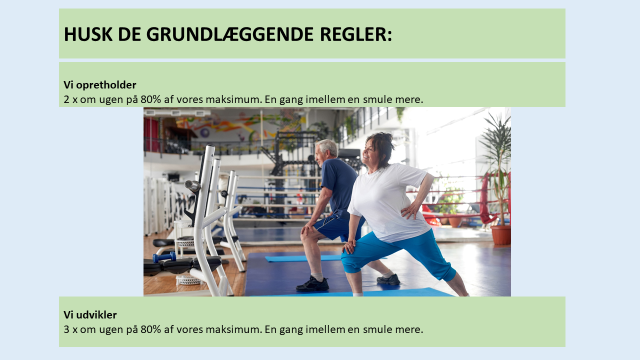 HUSK DE GRUNDLÆGGENDE REGLER:
Vi opretholder
2 x om ugen på 80% af vores maksimum. En gang imellem en smule mere.
Vi udvikler
3 x om ugen på 80% af vores maksimum. En gang imellem en smule mere.